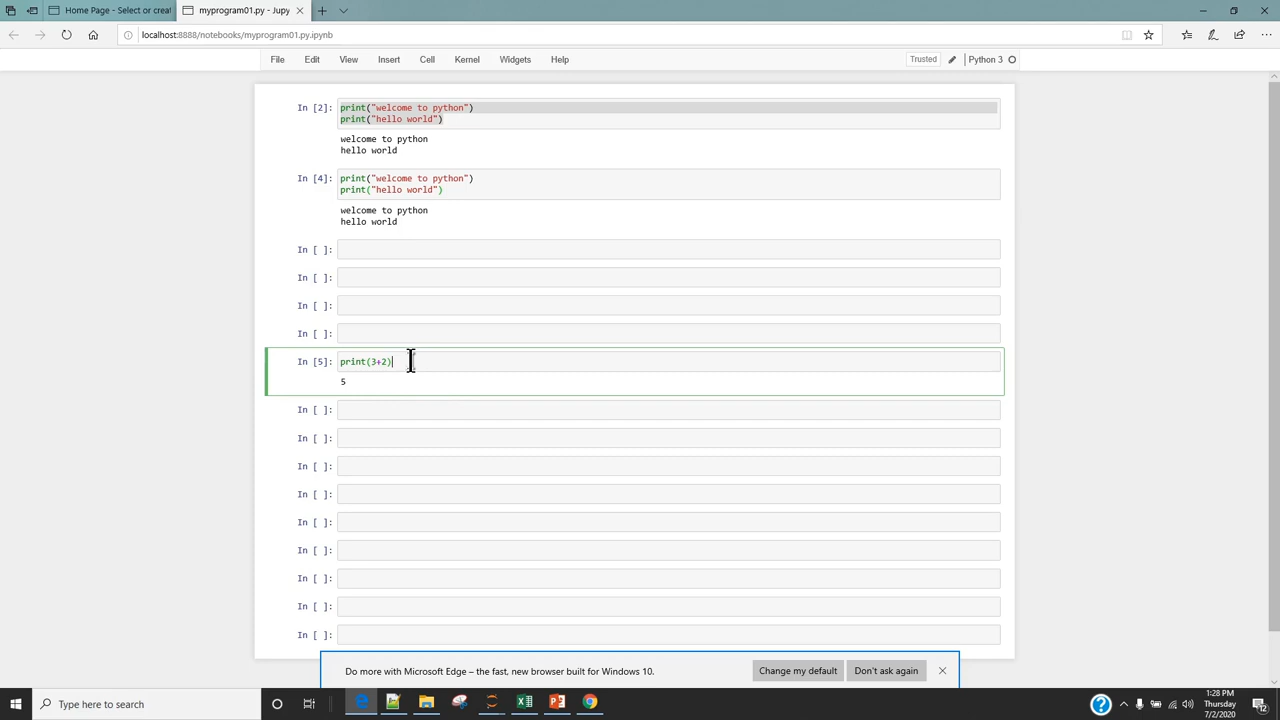 Home Page - Select or creat
myprogram01.py - Jupy
localhost:8888/notebooks/myprogram01.py.ipynb
File Edit View Insert Cell Kernel Widgets Help Trusted Python 3
In [2]: print("welcome to python")
print("hello world")
welcome to python
hello world
In [4]: print("welcome to python")
print("hello world")
welcome to python
hello world
In [ ]:
In [ ]:
In [ ]:
In [ ]:
In [5]: print(3+2)
5
In [ ]:
In [ ]:
In [ ]:
In [ ]:
In [ ]:
In [ ]:
In [ ]:
In [ ]:
In [ ]:
Do more with Microsoft Edge – the fast, new browser built for Windows 10. Change my default Don't ask again
Type here to search
1:28 PM
Thursday
7/2/2020
12